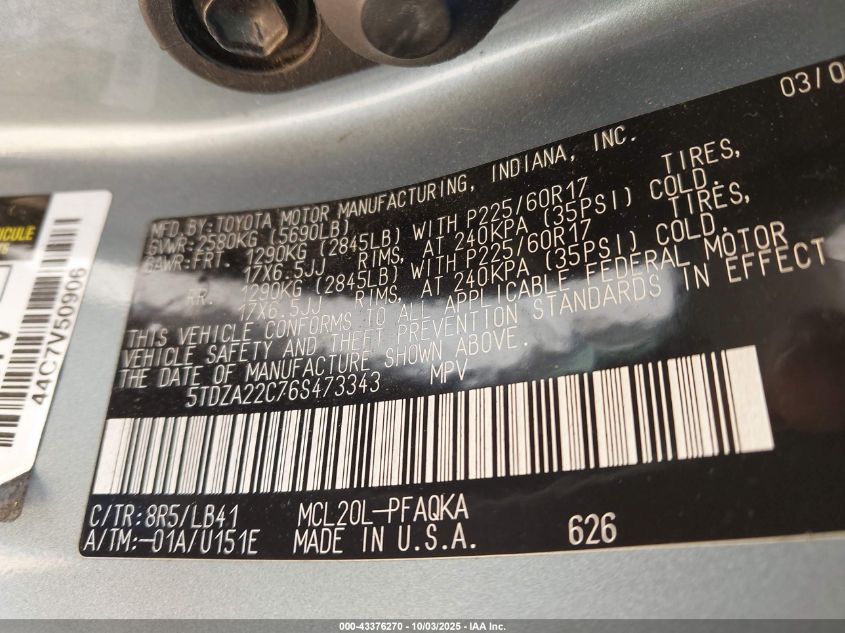 03/0
MFD.BY:TOYOTA MOTOR MANUFACTURING, INDIANA, INC.
GVWR:2580KG (5690LB)
GAWR:FRT. 1290KG (2845LB) WITH P225/60R17 TIRES,
17X6.5JJ RIMS, AT 240KPA (35PSI) COLD.
RR. 1290KG (2845LB) WITH P225/60R17 TIRES,
17X6.5JJ RIMS, AT 240KPA (35PSI) COLD.
THIS VEHICLE CONFORMS TO ALL APPLICABLE FEDERAL MOTOR
VEHICLE SAFETY AND THEFT PREVENTION STANDARDS IN EFFECT
THE DATE OF MANUFACTURE SHOWN ABOVE.
5TDZA22C76S473343 MPV
C/TR:8R5/LB41 MCL20L-PFAQKA
A/TM:-01A/U151E MADE IN U.S.A. 626
44C7V50906
000-43376270 - 10/03/2025 - IAA Inc.